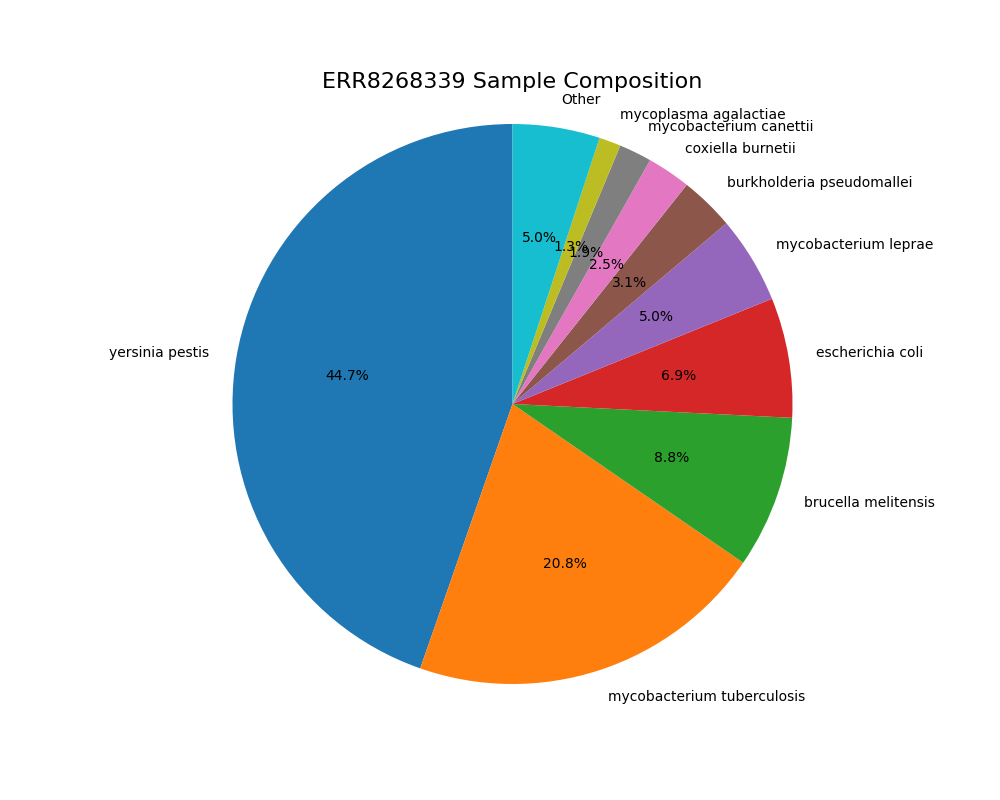 ERR8268339 Sample Composition
Other
mycoplasma agalactiae
mycobacterium canettii
coxiella burnetii
burkholderia pseudomallei
mycobacterium leprae
escherichia coli
brucella melitensis
mycobacterium tuberculosis
yersinia pestis
5.0%
1.3%
1.9%
2.5%
3.1%
5.0%
6.9%
8.8%
20.8%
44.7%